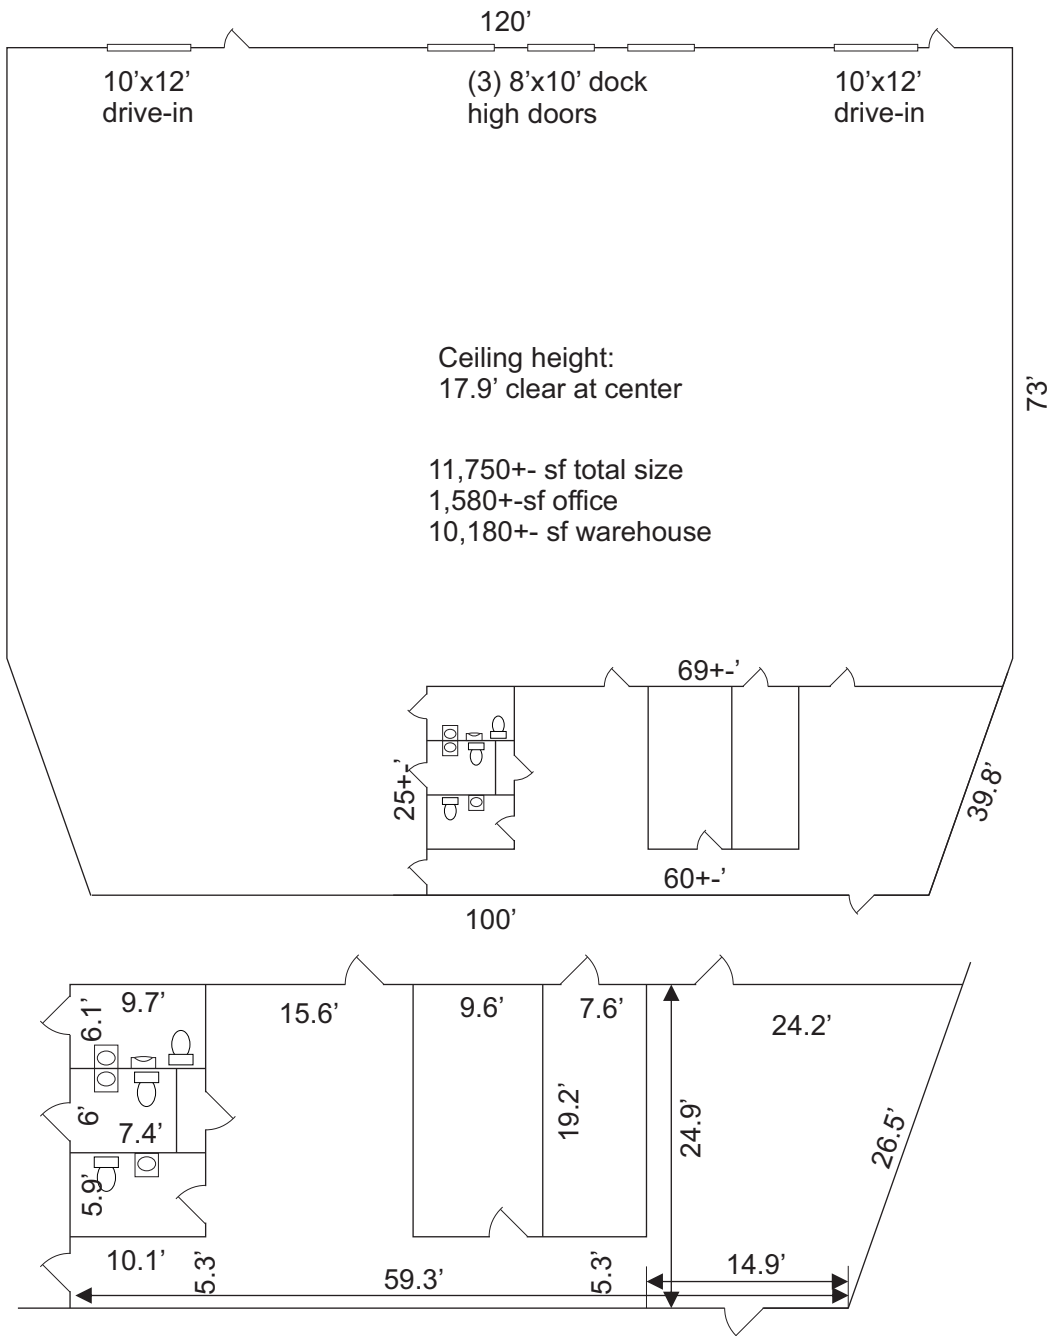 120’
10’x12’
drive-in
(3) 8’x10’ dock
high doors
10’x12’
drive-in
Ceiling height:
17.9’ clear at center
73’
11,750+- sf total size
1,580+-sf office
10,180+- sf warehouse
69+-’
25+-’
39.8’
60+-’
100’
9.7’
6.1’
15.6’
9.6’
7.6’
24.2’
6’
7.4’
19.2’
24.9’
26.5’
5.9’
10.1’
5.3’
59.3’
5.3’
14.9’